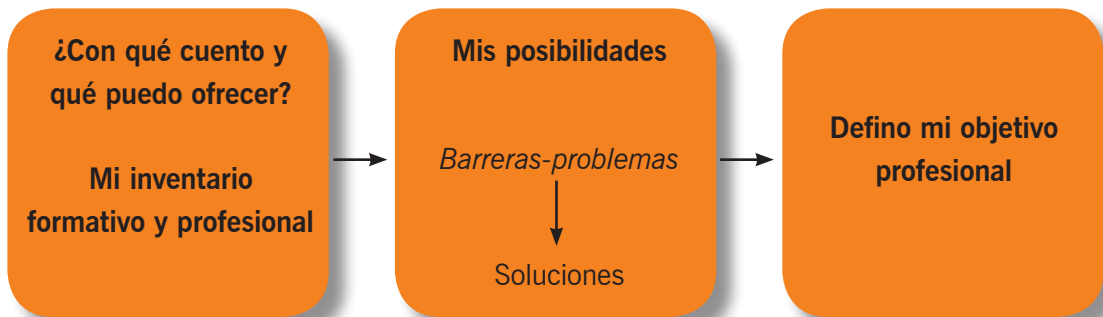 ¿Con qué cuento y
qué puedo ofrecer?
Mi inventario
formativo y profesional
Mis posibilidades
Barreras-problemas
Soluciones
Defino mi objetivo
profesional